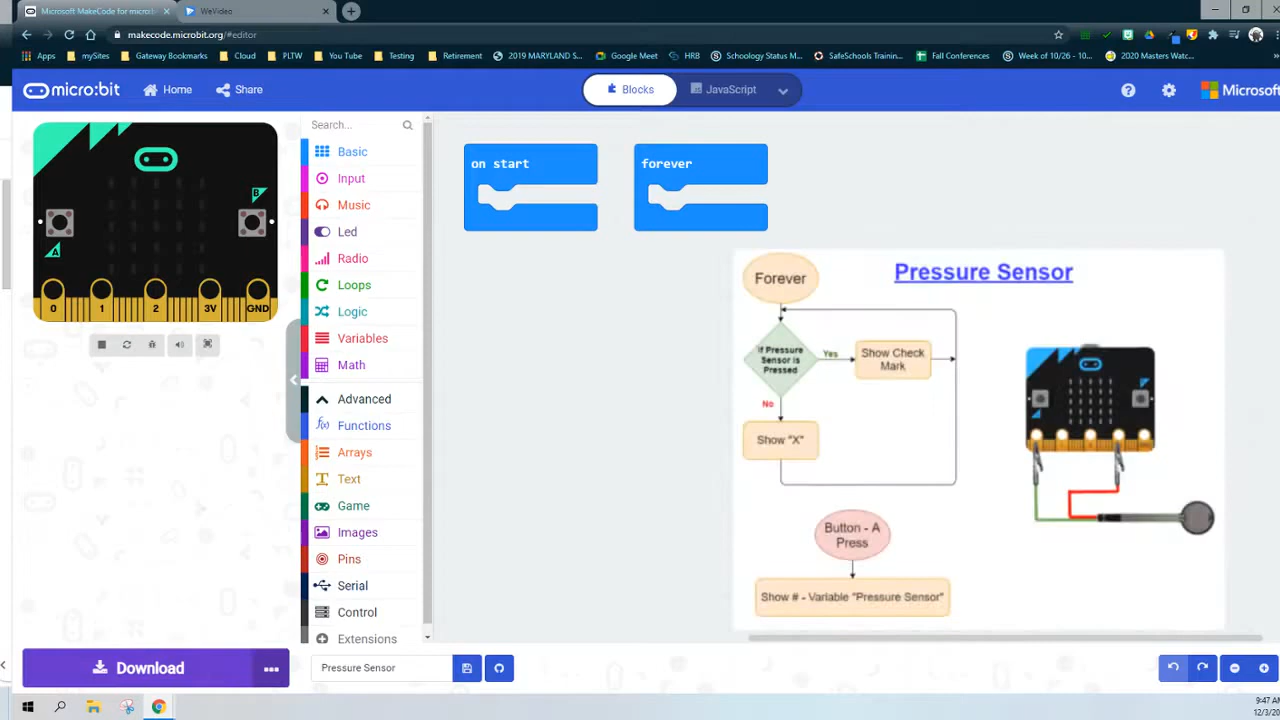 Microsoft MakeCode for micro:b
WeVideo
makecode.microbit.org/#editor
Apps
mySites
Gateway Bookmarks
Cloud
PLTW
You Tube
Testing
Retirement
2019 MARYLAND S...
Google Meet
HRB
Schoology Status M...
SafeSchools Trainin...
Fall Conferences
Week of 10/26 - 10...
2020 Masters Watc...
micro:bit
Home
Share
Blocks
JavaScript
Microsoft
Search...
Basic
Input
Music
Led
Radio
Loops
Logic
Variables
Math
Advanced
Functions
Arrays
Text
Game
Images
Pins
Serial
Control
Extensions
A
B
0 1 2 3V GND
on start
forever
Pressure Sensor
Forever
If Pressure
Sensor is
Pressed
Yes
Show Check
Mark
No
Show "X"
Button - A
Press
Show # - Variable "Pressure Sensor"
Download
Pressure Sensor
9:47 A
12/3/20